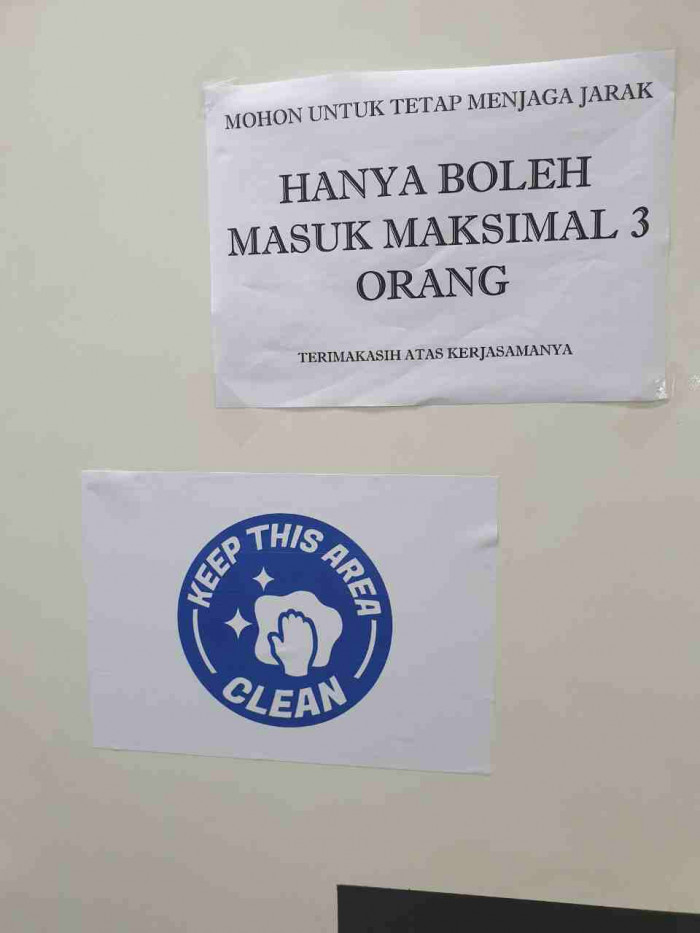 MOHON UNTUK TETAP MENJAGA JARAK
HANYA BOLEH
MASUK MAKSIMAL 3
ORANG
TERIMAKASIH ATAS KERJASAMANYA
KEEP THIS AREA
CLEAN